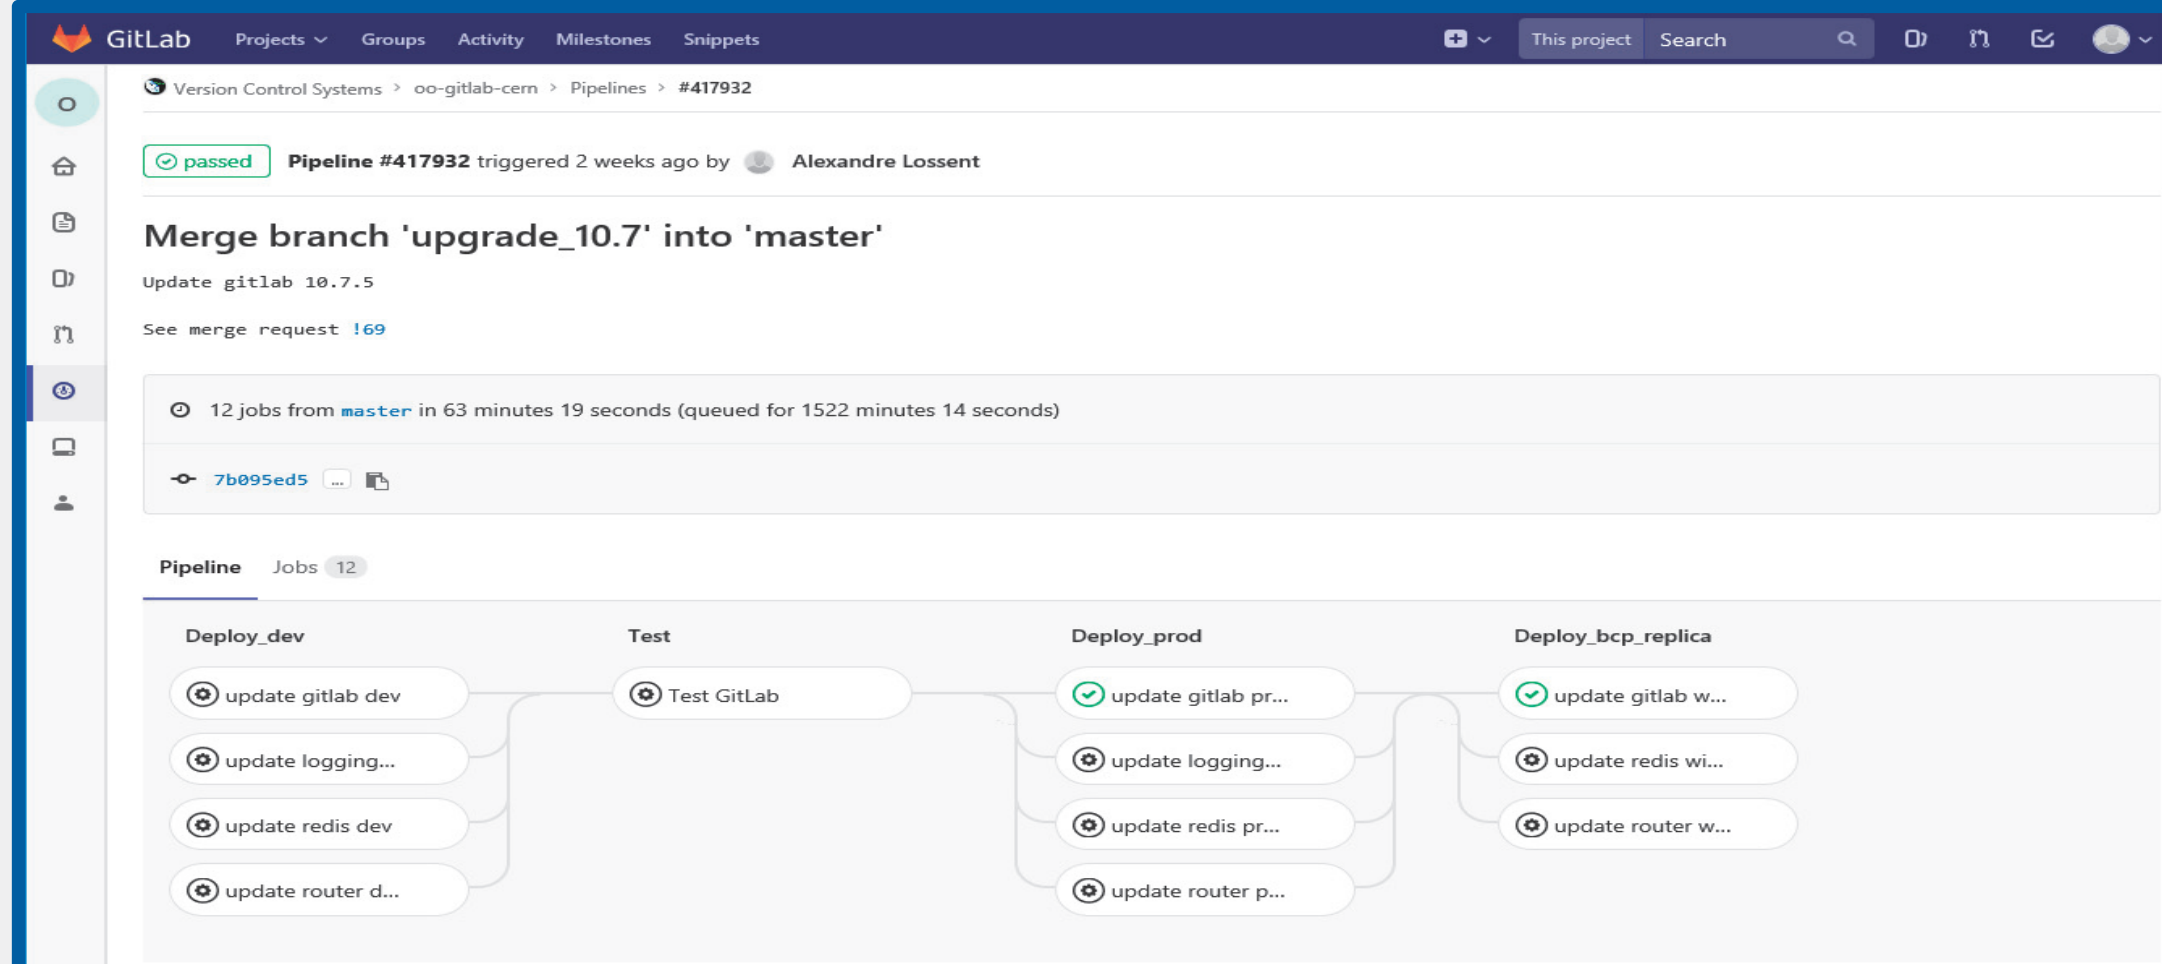 GitLab Projects Groups Activity Milestones Snippets This project Search
Version Control Systems > oo-gitlab-cern > Pipelines > #417932
O
passed Pipeline #417932 triggered 2 weeks ago by Alexandre Lossent
Merge branch 'upgrade_10.7' into 'master'
Update gitlab 10.7.5
See merge request !69
12 jobs from master in 63 minutes 19 seconds (queued for 1522 minutes 14 seconds)
7b095ed5 ...
Pipeline Jobs 12
Deploy_dev Test Deploy_prod Deploy_bcp_replica
update gitlab dev Test GitLab update gitlab pr... update gitlab w...
update logging... update logging... update redis wi...
update redis dev update redis pr... update router w...
update router d... update router p...